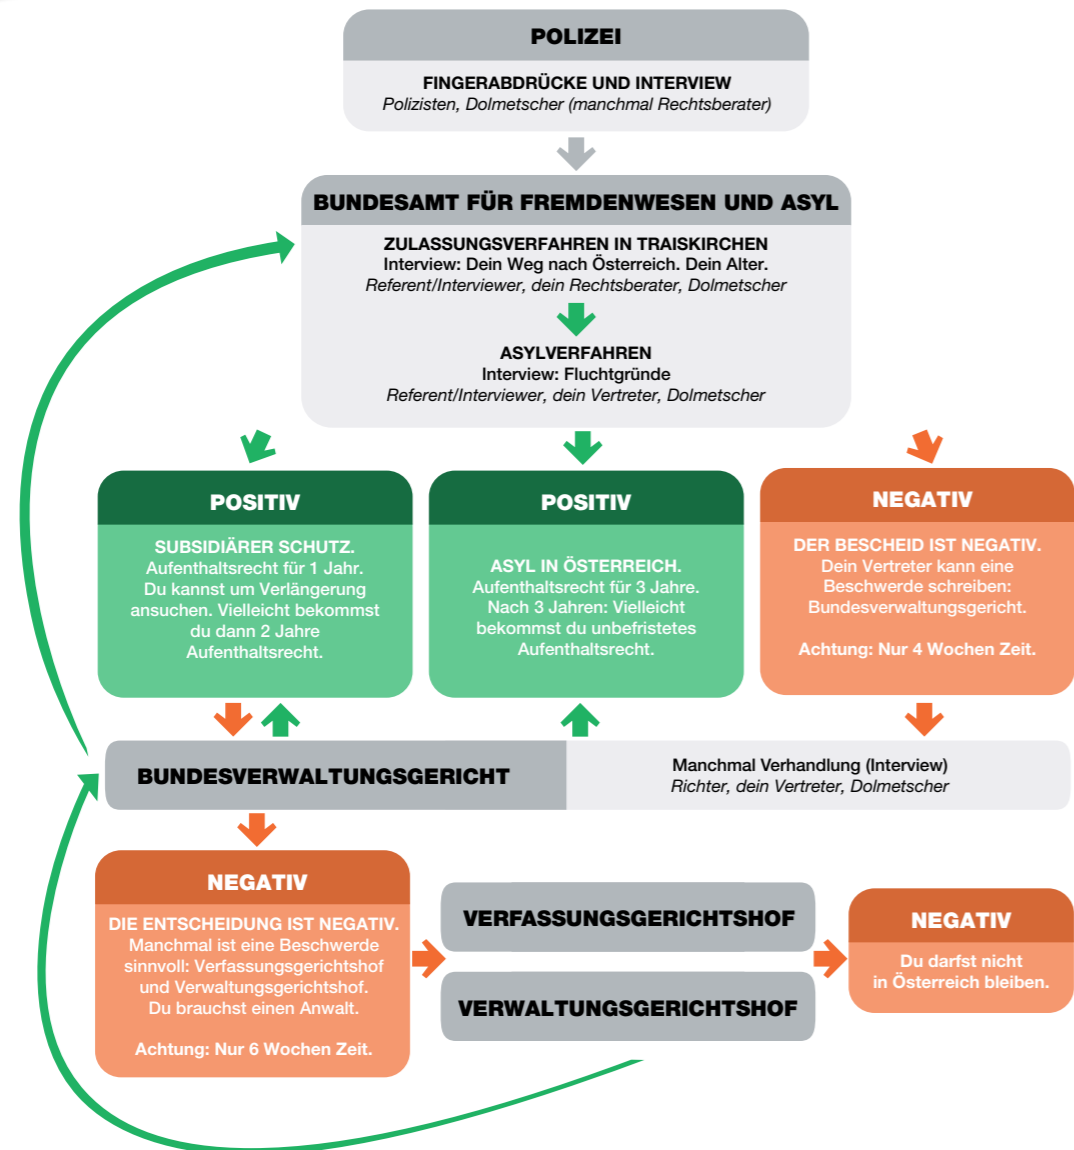 POLIZEI
FINGERABDRÜCKE UND INTERVIEW
Polizisten, Dolmetscher (manchmal Rechtsberater)
BUNDESAMT FÜR FREMDENWESEN UND ASYL
ZULASSUNGSVERFAHREN IN TRAISKIRCHEN
Interview: Dein Weg nach Österreich. Dein Alter.
Referent/Interviewer, dein Rechtsberater, Dolmetscher
ASYLVERFAHREN
Interview: Fluchtgründe
Referent/Interviewer, dein Vertreter, Dolmetscher
POSITIV
SUBSIDIÄRER SCHUTZ.
Aufenthaltsrecht für 1 Jahr.
Du kannst um Verlängerung
ansuchen. Vielleicht bekommst
du dann 2 Jahre
Aufenthaltsrecht.
POSITIV
ASYL IN ÖSTERREICH.
Aufenthaltsrecht für 3 Jahre.
Nach 3 Jahren: Vielleicht
bekommst du unbefristetes
Aufenthaltsrecht.
NEGATIV
DER BESCHEID IST NEGATIV.
Dein Vertreter kann eine
Beschwerde schreiben:
Bundesverwaltungsgericht.
Achtung: Nur 4 Wochen Zeit.
BUNDESVERWALTUNGSGERICHT
Manchmal Verhandlung (Interview)
Richter, dein Vertreter, Dolmetscher
NEGATIV
DIE ENTSCHEIDUNG IST NEGATIV.
Manchmal ist eine Beschwerde
sinnvoll: Verfassungsgerichtshof
und Verwaltungsgerichtshof.
Du brauchst einen Anwalt.
Achtung: Nur 6 Wochen Zeit.
VERFASSUNGSGERICHTSHOF
VERWALTUNGSGERICHTSHOF
NEGATIV
Du darfst nicht
in Österreich bleiben.